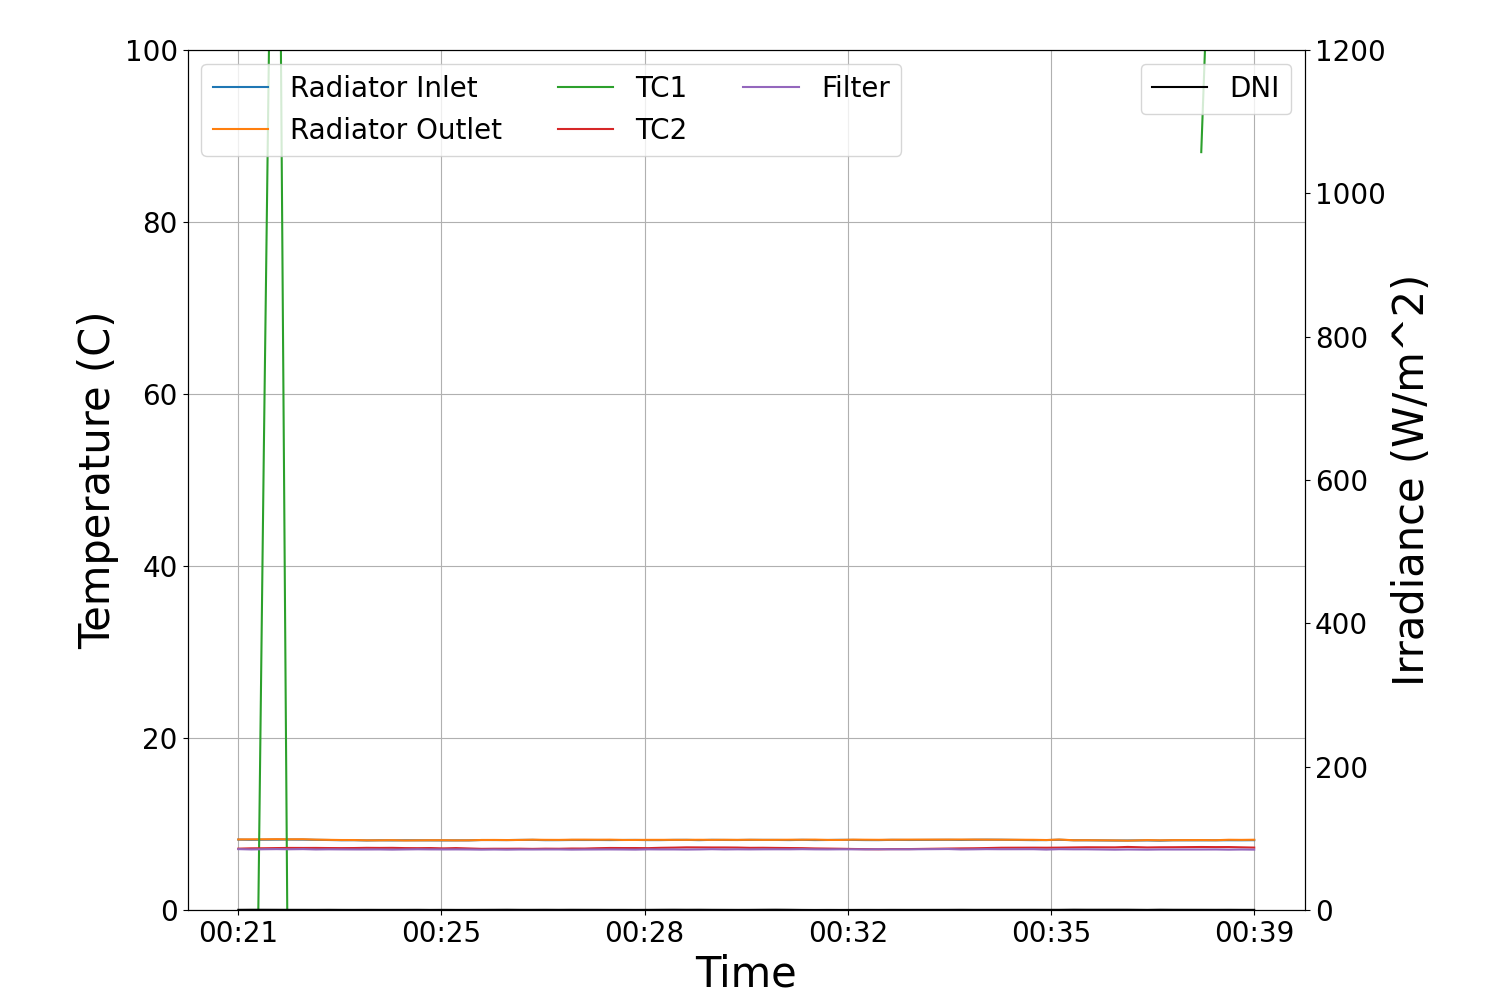 Radiator Inlet
Radiator Outlet
TC1
TC2
Filter
DNI
Temperature (C)
100
80
60
40
20
0
Irradiance (W/m^2)
1200
1000
800
600
400
200
0
00:21 00:25 00:28 00:32 00:35 00:39
Time